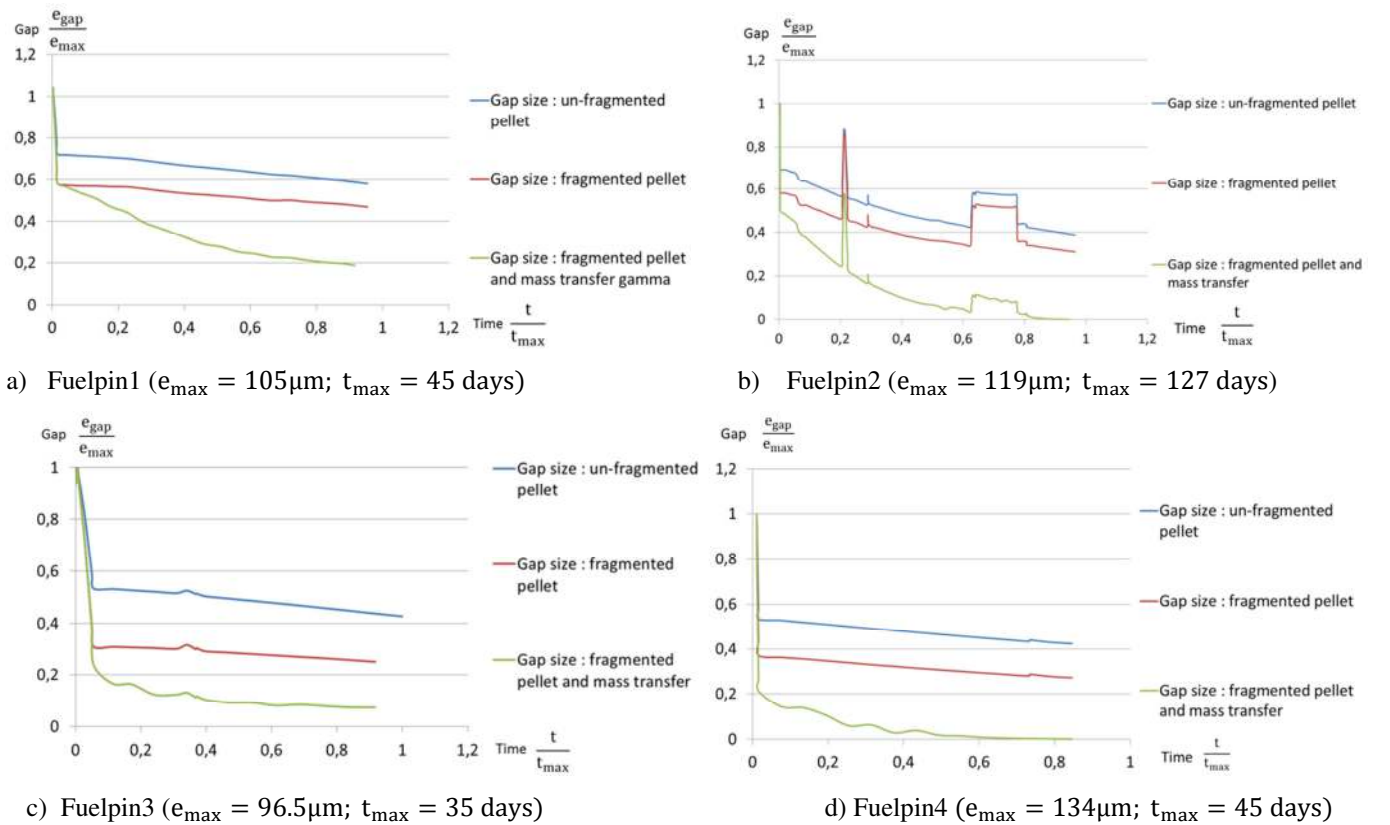 Gap e_gap / e_max
1,2
1
0,8
0,6
0,4
0,2
0
0 0,2 0,4 0,6 0,8 1 1,2
Time t / t_max
Gap size : un-fragmented
pellet
Gap size : fragmented pellet
Gap size : fragmented pellet
and mass transfer gamma
a) Fuelpin1 (e_max = 105μm; t_max = 45 days)
Gap e_gap / e_max
1,2
1
0,8
0,6
0,4
0,2
0
0 0,2 0,4 0,6 0,8 1
Time t / t_max
Gap size : un-fragmented pellet
Gap size : fragmented pellet
Gap size : fragmented pellet and
mass transfer
b) Fuelpin2 (e_max = 119μm; t_max = 127 days)
Gap e_gap / e_max
1
0,8
0,6
0,4
0,2
0
0 0,2 0,4 0,6 0,8 1 1,2
Time t / t_max
Gap size : un-fragmented
pellet
Gap size : fragmented
pellet
Gap size : fragmented
pellet and mass transfer
c) Fuelpin3 (e_max = 96.5μm; t_max = 35 days)
Gap e_gap / e_max
1,2
1
0,8
0,6
0,4
0,2
0
0 0,2 0,4 0,6 0,8 1
Time t / t_max
Gap size : un-fragmented
pellet
Gap size : fragmented pellet
Gap size : fragmented pellet
and mass transfer
d) Fuelpin4 (e_max = 134μm; t_max = 45 days)